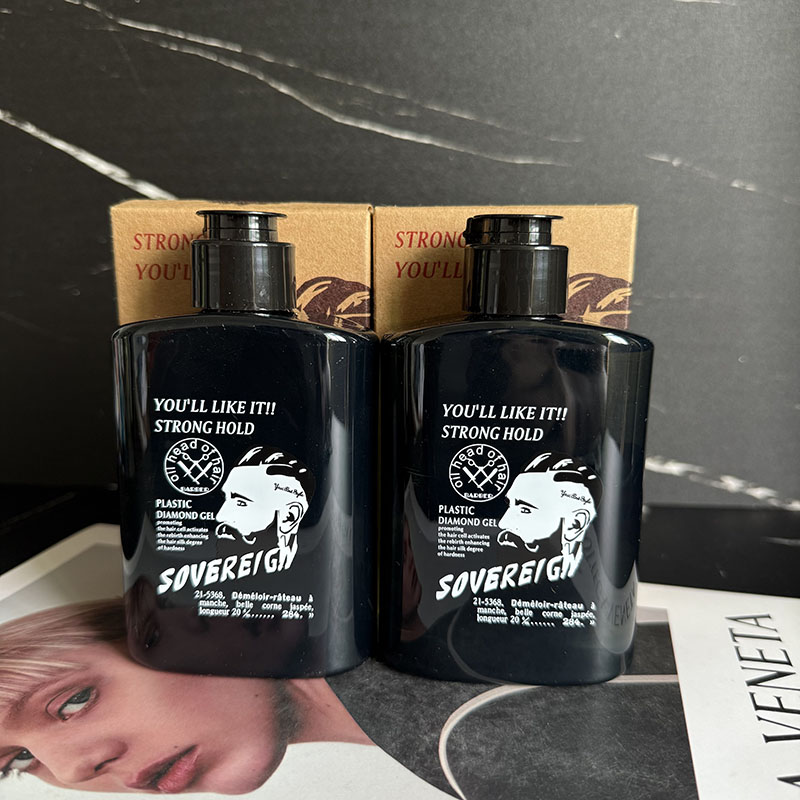 STRONG
YOU'LL
STRONG
YOU'LL
YOU'LL LIKE IT!!
STRONG HOLD
oil head of hair
BARBER
PLASTIC
DIAMOND GEL
promoting
the hair cell activates
the rebirth enhancing
the hair silk degree
of hardness
SOVEREIGN
21-5368, Démêloir-râteau à
manche, belle corne jaspée,
longueur 20 %...... 284. »
YOU'LL LIKE IT!!
STRONG HOLD
oil head of hair
BARBER
PLASTIC
DIAMOND GEL
promoting
the hair cell activates
the rebirth enhancing
the hair silk degree
of hardness
SOVEREIGN
21-5368, Démêloir-râteau à
manche, belle corne jaspée,
longueur 20 %...... 284. »
A VENETA